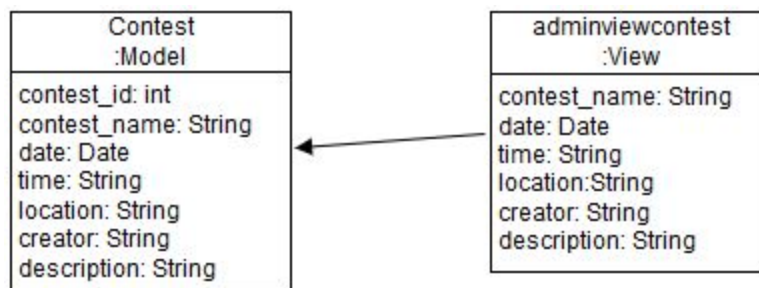 Contest
:Model
contest_id: int
contest_name: String
date: Date
time: String
location: String
creator: String
description: String
adminviewcontest
:View
contest_name: String
date: Date
time: String
location:String
creator: String
description: String